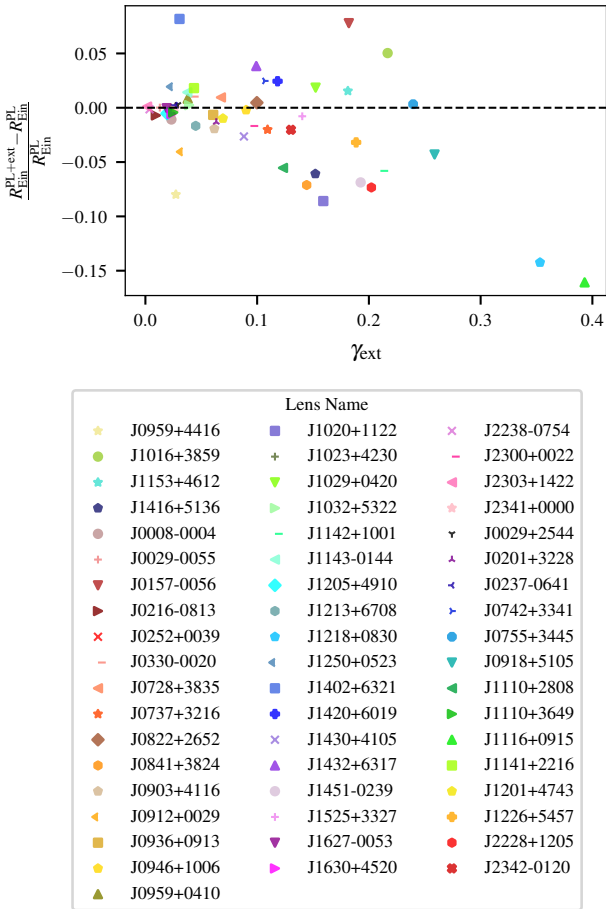 0.05
0.00
−0.05
−0.10
−0.15
R_Ein^PL+ext − R_Ein^PL
R_Ein^PL
0.0 0.1 0.2 0.3 0.4
γext
Lens Name
J0959+4416 J1020+1122 J2238-0754
J1016+3859 J1023+4230 J2300+0022
J1153+4612 J1029+0420 J2303+1422
J1416+5136 J1032+5322 J2341+0000
J0008-0004 J1142+1001 J0029+2544
J0029-0055 J1143-0144 J0201+3228
J0157-0056 J1205+4910 J0237-0641
J0216-0813 J1213+6708 J0742+3341
J0252+0039 J1218+0830 J0755+3445
J0330-0020 J1250+0523 J0918+5105
J0728+3835 J1402+6321 J1110+2808
J0737+3216 J1420+6019 J1110+3649
J0822+2652 J1430+4105 J1116+0915
J0841+3824 J1432+6317 J1141+2216
J0903+4116 J1451-0239 J1201+4743
J0912+0029 J1525+3327 J1226+5457
J0936+0913 J1627-0053 J2228+1205
J0946+1006 J1630+4520 J2342-0120
J0959+0410